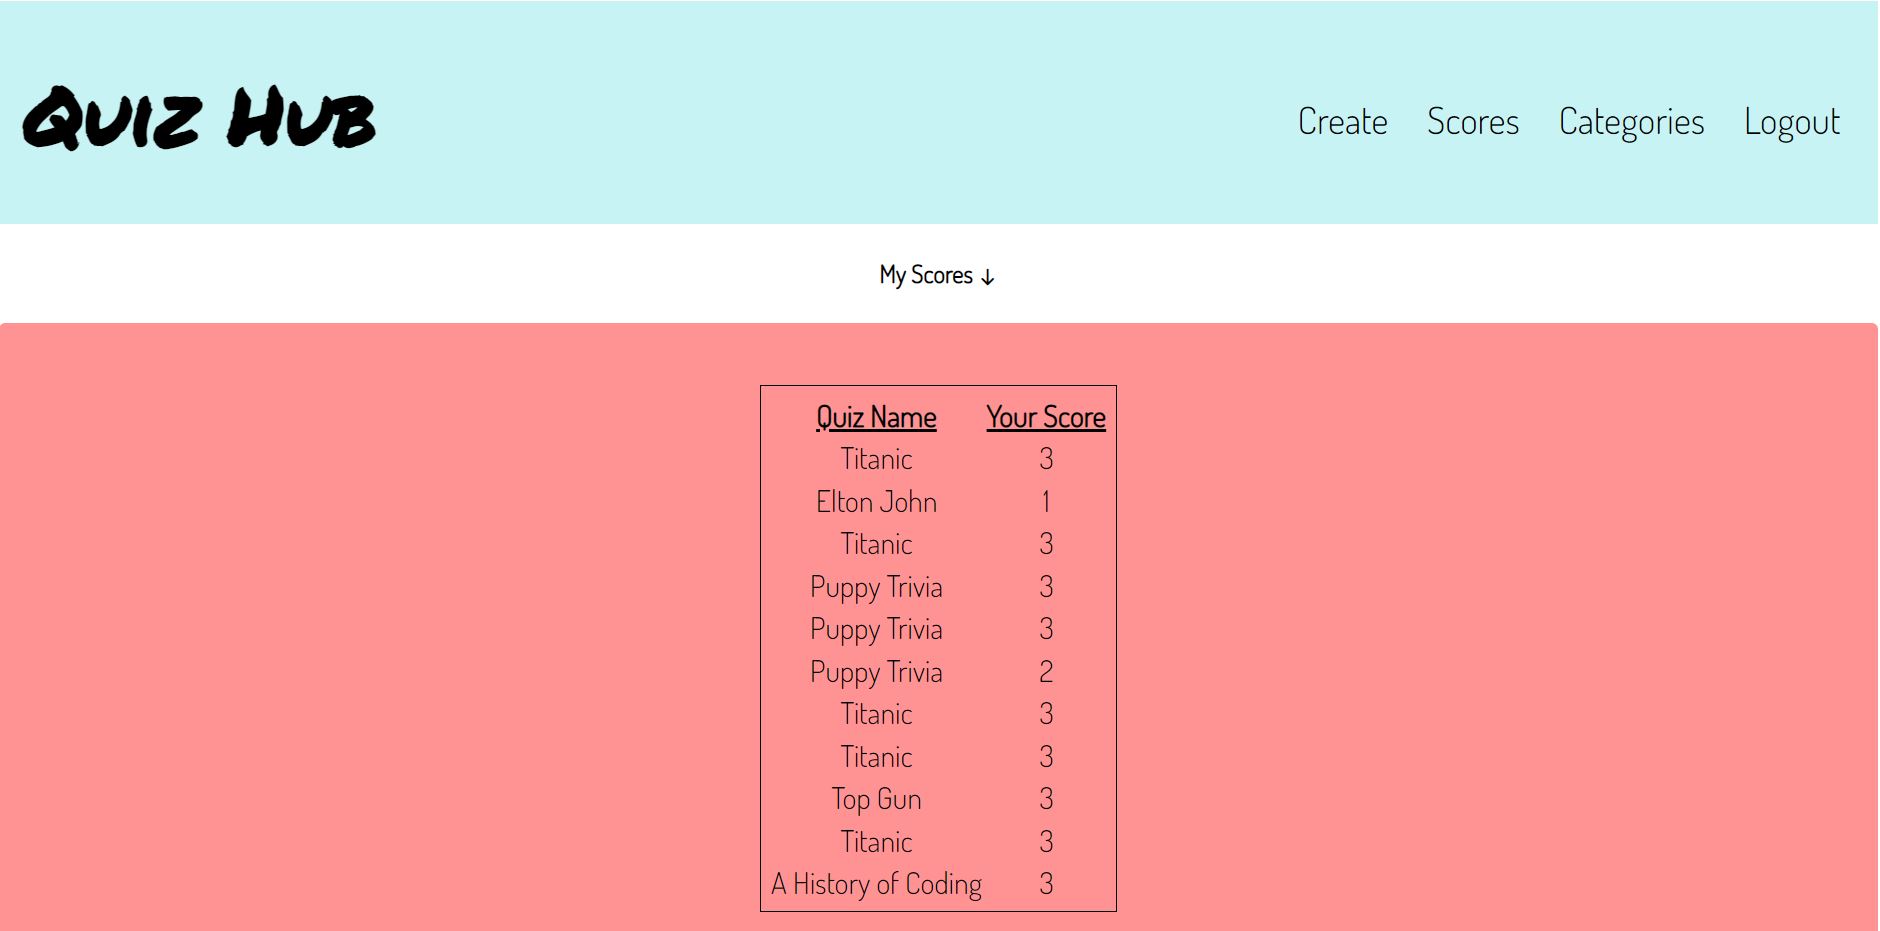 Quiz Hub
Create Scores Categories Logout
My Scores ↓
Quiz Name Your Score
Titanic 3
Elton John 1
Titanic 3
Puppy Trivia 3
Puppy Trivia 3
Puppy Trivia 2
Titanic 3
Titanic 3
Top Gun 3
Titanic 3
A History of Coding 3